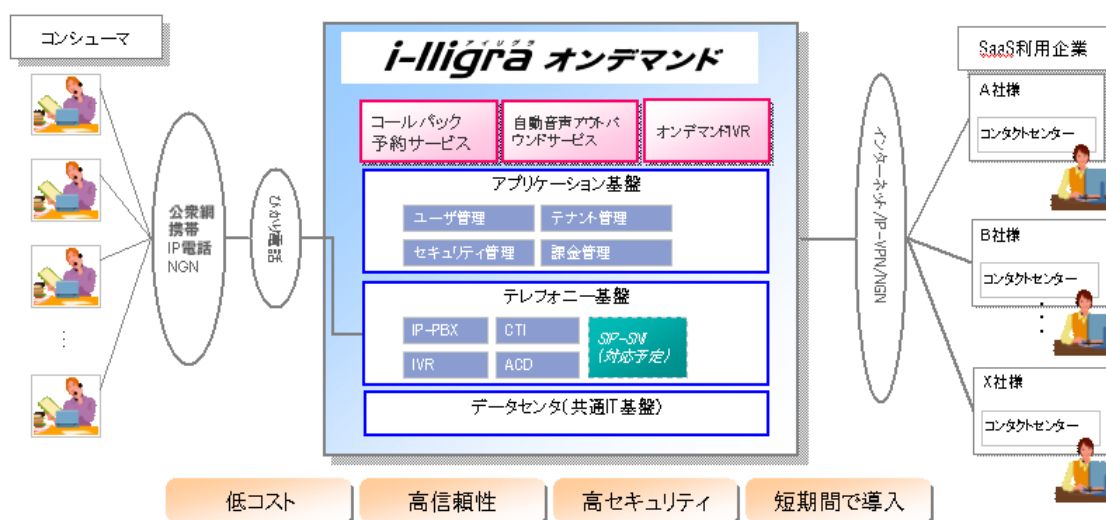 コンシューマ
公衆網
携帯
IP電話
NGN
ひかり電話
アイリグラ
i-lligra オンデマンド
コールバック
予約サービス
自動音声アウトバ
ウンドサービス
オンデマンドIVR
アプリケーション基盤
ユーザ管理
テナント管理
セキュリティ管理
課金管理
テレフォニー基盤
IP-PBX
CTI
IVR
ACD
SIP-SNI
(対応予定)
データセンタ(共通IT基盤)
インターネット/IP-VPN/NGN
SaaS利用企業
A社様
コンタクトセンター
B社様
コンタクトセンター
X社様
コンタクトセンター
低コスト
高信頼性
高セキュリティ
短期間で導入